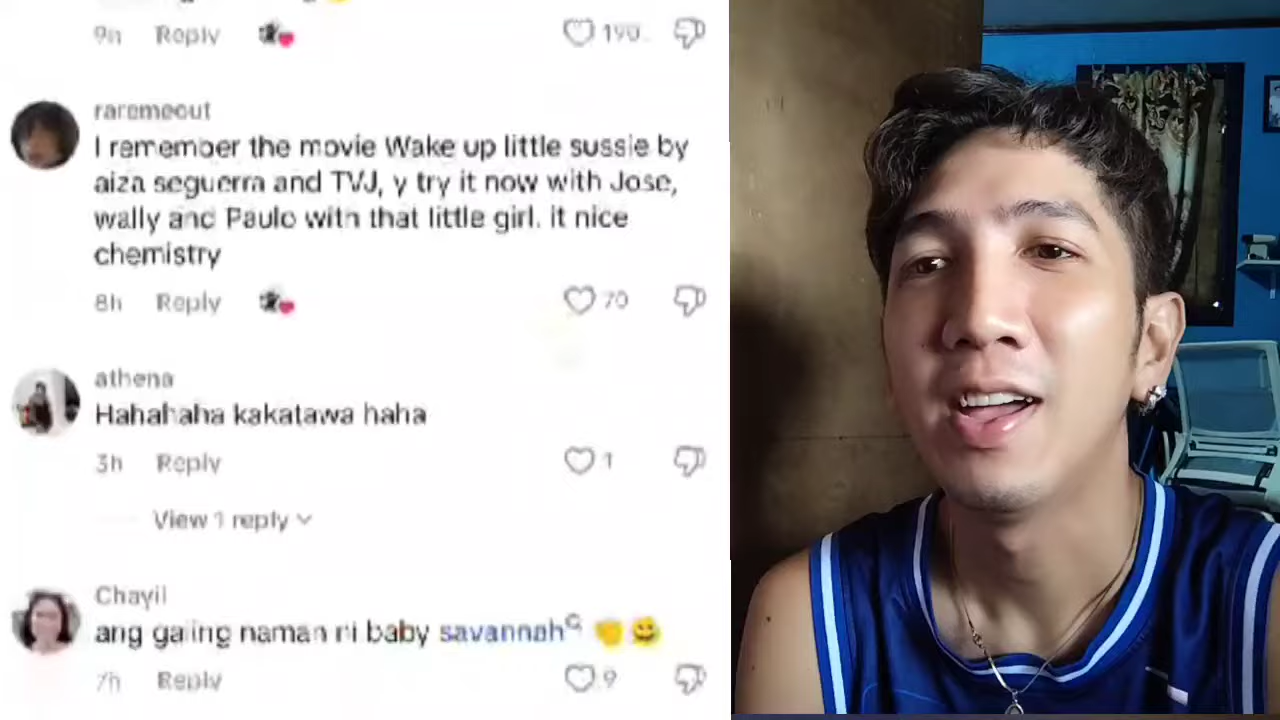 9h Reply 190
raremeout
I remember the movie Wake up little sussie by
aiza seguerra and TVJ, y try it now with Jose,
wally and Paulo with that little girl. it nice
chemistry
8h Reply 70
athena
Hahahaha kakatawa haha
3h Reply 1
View 1 reply
Chayil
ang galing naman ni baby savannah
7h Reply 9